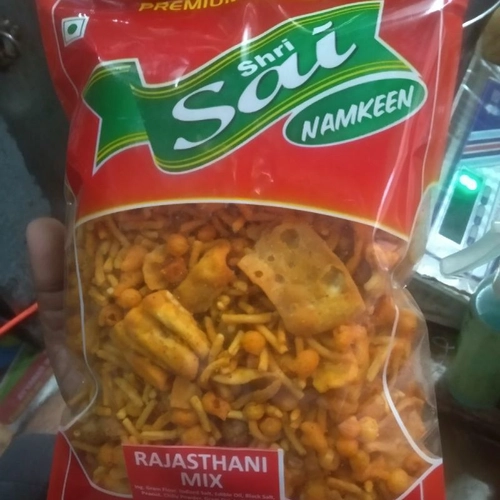 PREMIUM
Shri
Sai
NAMKEEN
RAJASTHANI
MIX